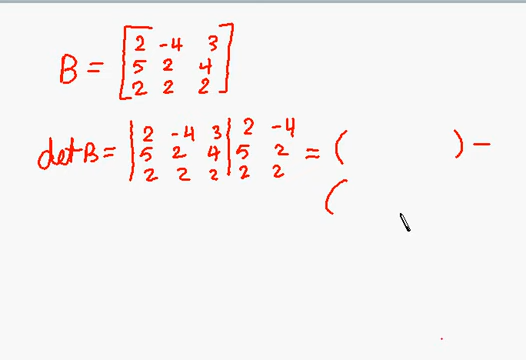 2 -4 3
B = 5 2 4
2 2 2
2 -4 3 | 2 -4
det B = | 5 2 4 | 5 2 = ( ) -
2 2 2 | 2 2
(